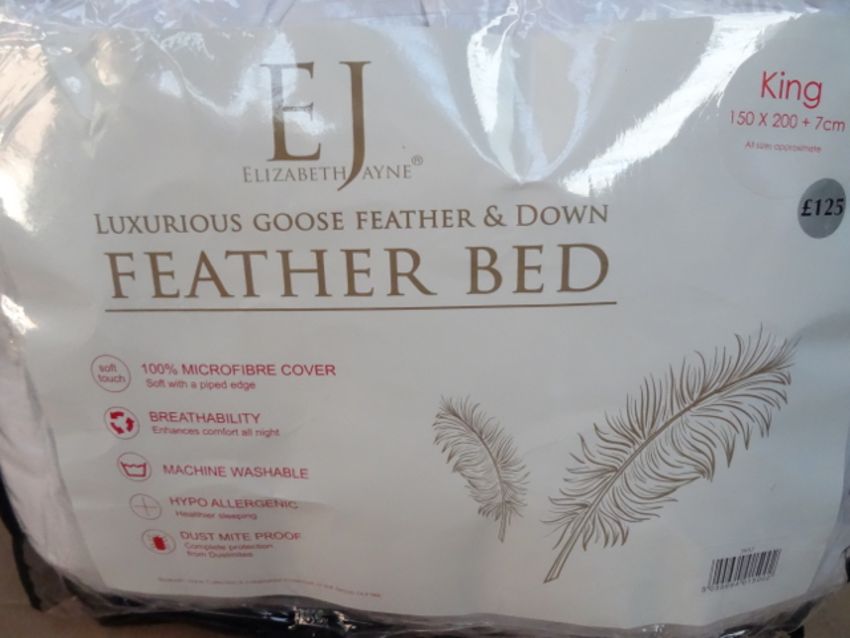 EJ
ELIZABETH JAYNE®
King
150 X 200 + 7cm
All sizes approximate
£125
LUXURIOUS GOOSE FEATHER & DOWN
FEATHER BED
soft
touch
100% MICROFIBRE COVER
Soft with a piped edge
BREATHABILITY
Enhances comfort all night
MACHINE WASHABLE
HYPO ALLERGENIC
Healthier sleeping
DUST MITE PROOF
Complete protection
from Dustmites